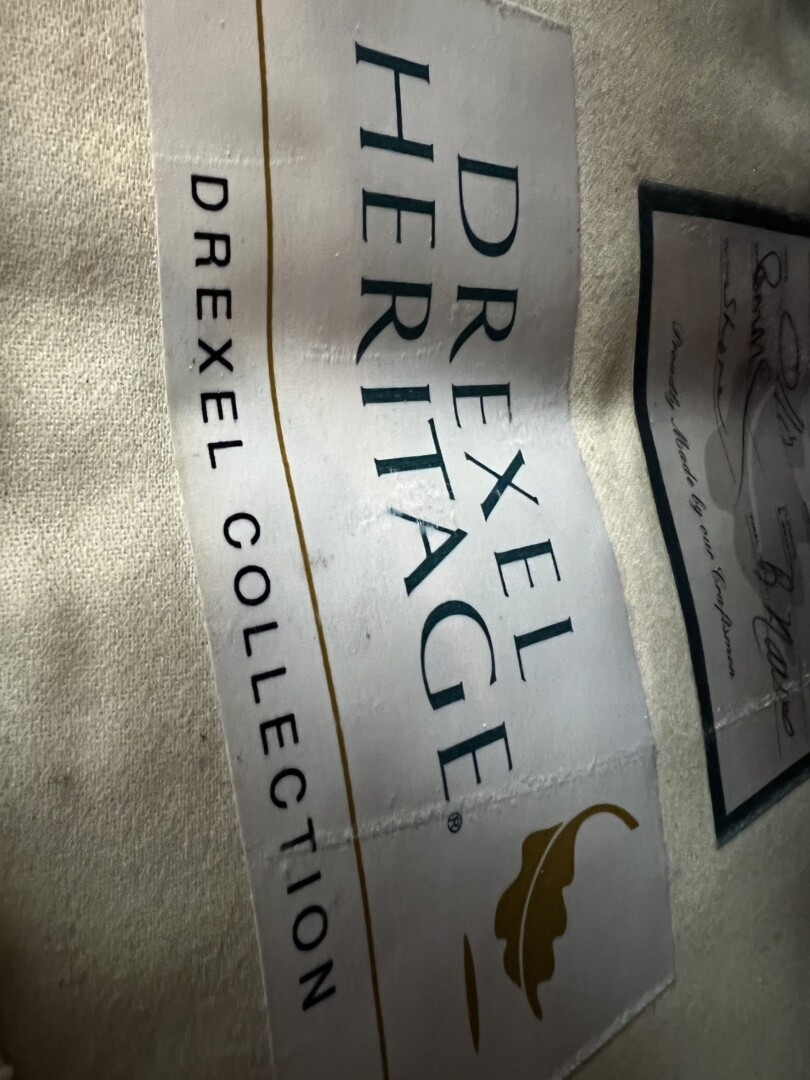 DREXEL
HERITAGE®
DREXEL COLLECTION
Proudly Made by our Craftsmen